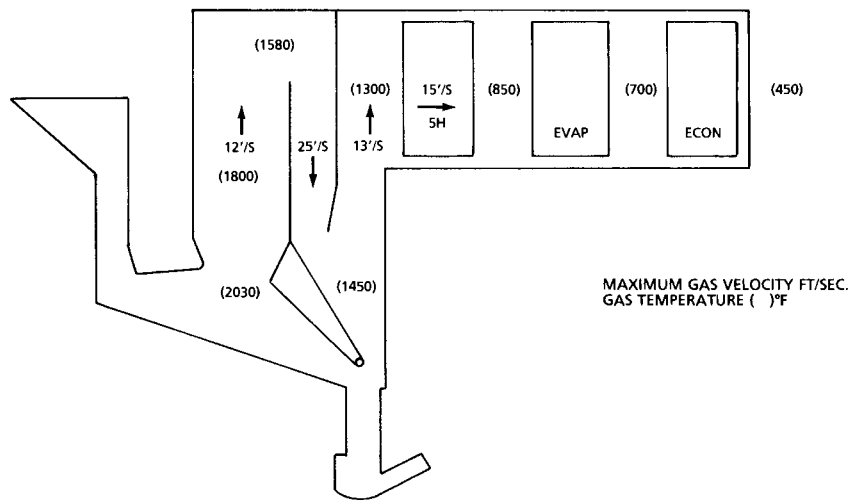 (1580)
(1300)
15'/S
(850)
(700)
(450)
5H
EVAP
ECON
12'/S
25'/S
13'/S
(1800)
(2030)
(1450)
MAXIMUM GAS VELOCITY FT/SEC.
GAS TEMPERATURE ( )°F